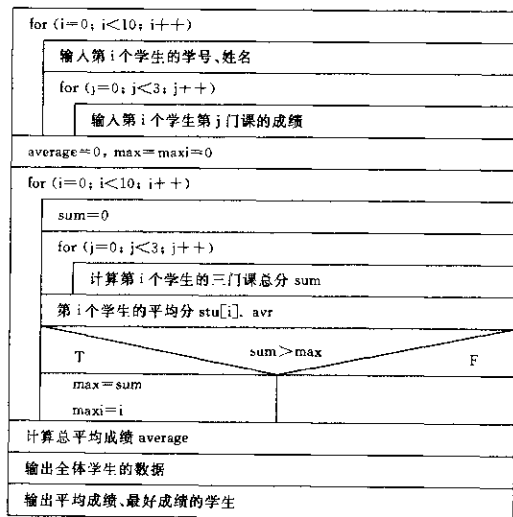 for (i=0; i<10; i++)
输入第 i 个学生的学号、姓名
for (j=0; j<3; j++)
输入第 i 个学生第 j 门课的成绩
average=0, max=maxi=0
for (i=0; i<10; i++)
sum=0
for (j=0; j<3; j++)
计算第 i 个学生的三门课总分 sum
第 i 个学生的平均分 stu[i]. avr
T
sum>max
F
max=sum
maxi=i
计算总平均成绩 average
输出全体学生的数据
输出平均成绩、最好成绩的学生